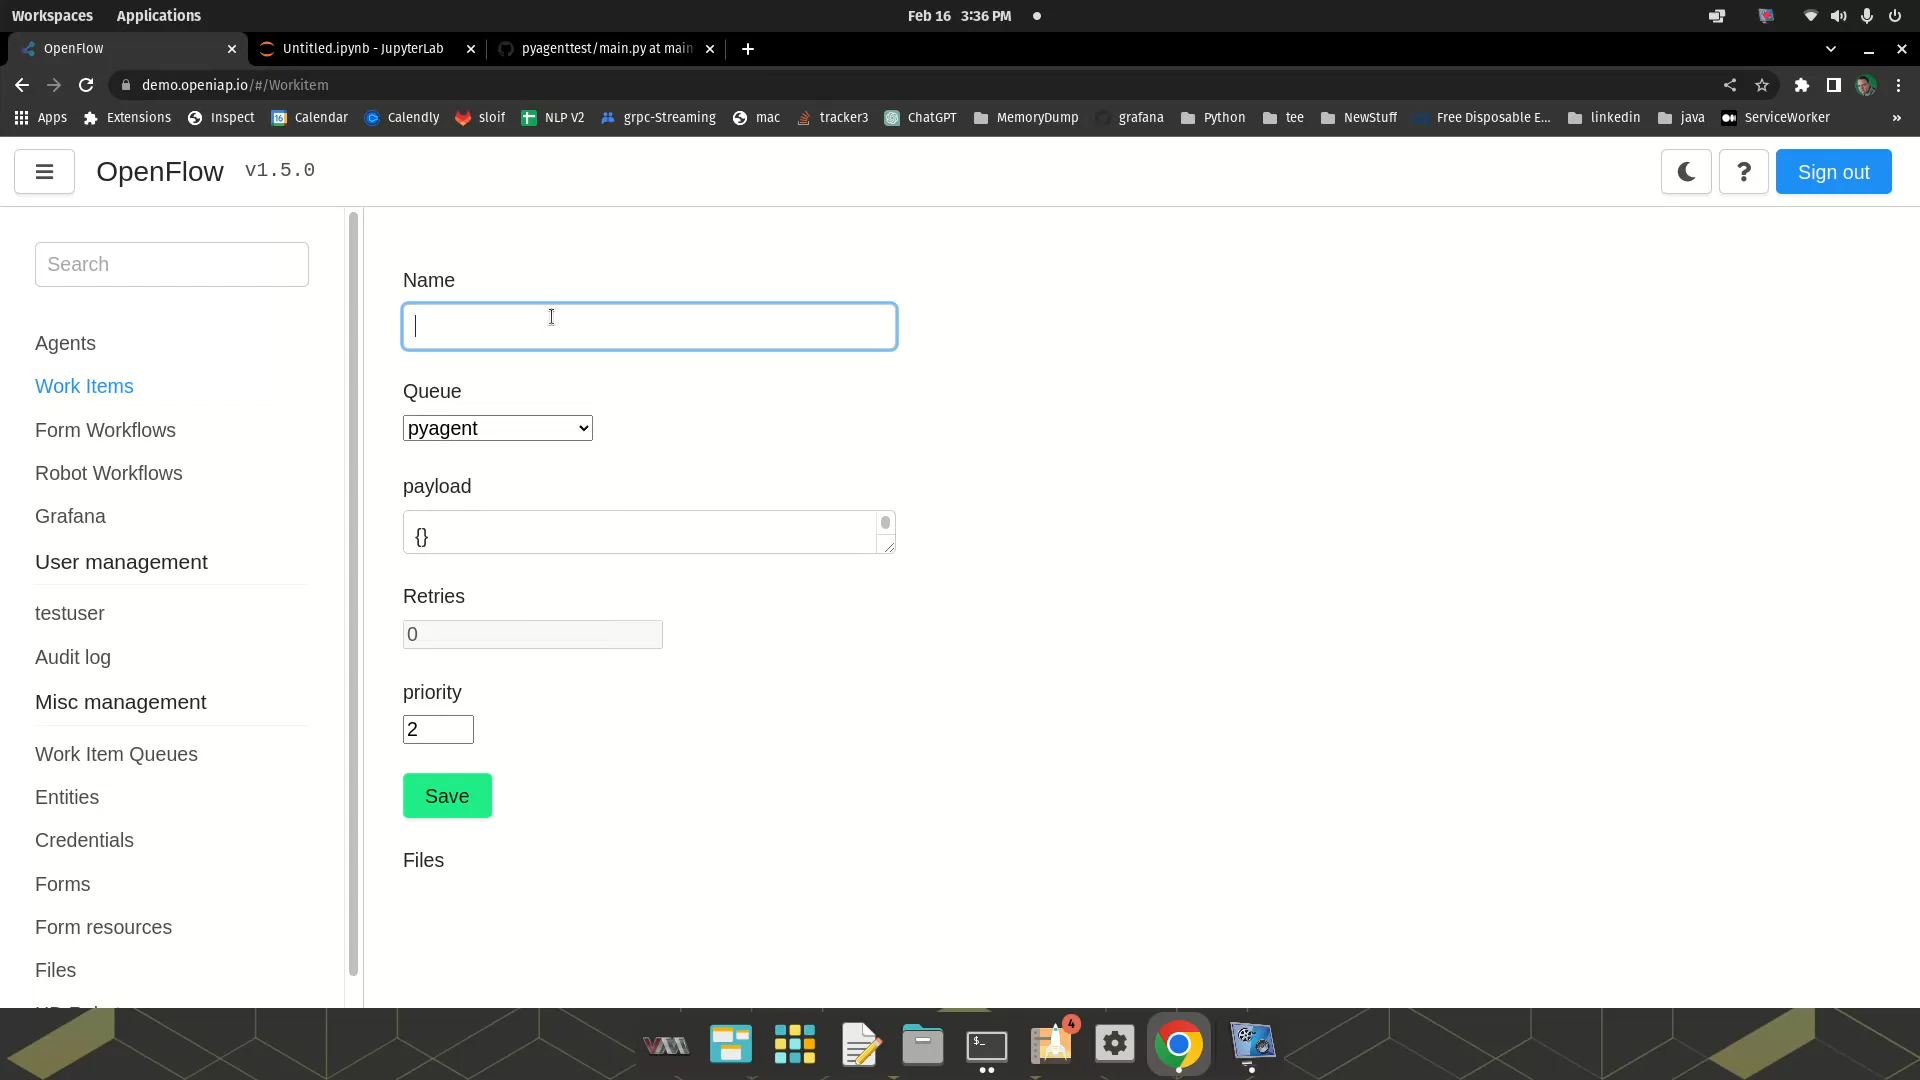 Workspaces Applications Feb 16 3:36 PM
OpenFlow Untitled.ipynb - JupyterLab pyagenttest/main.py at main
demo.openiap.io/#/Workitem
Apps Extensions Inspect Calendar Calendly sloif NLP V2 grpc-Streaming mac tracker3 ChatGPT MemoryDump grafana Python tee NewStuff Free Disposable E... linkedin java ServiceWorker »
OpenFlow v1.5.0 ? Sign out
Search
Agents
Work Items
Form Workflows
Robot Workflows
Grafana
User management
testuser
Audit log
Misc management
Work Item Queues
Entities
Credentials
Forms
Form resources
Files
Name
Queue
pyagent
payload
{}
Retries
0
priority
2
Save
Files
$_
4